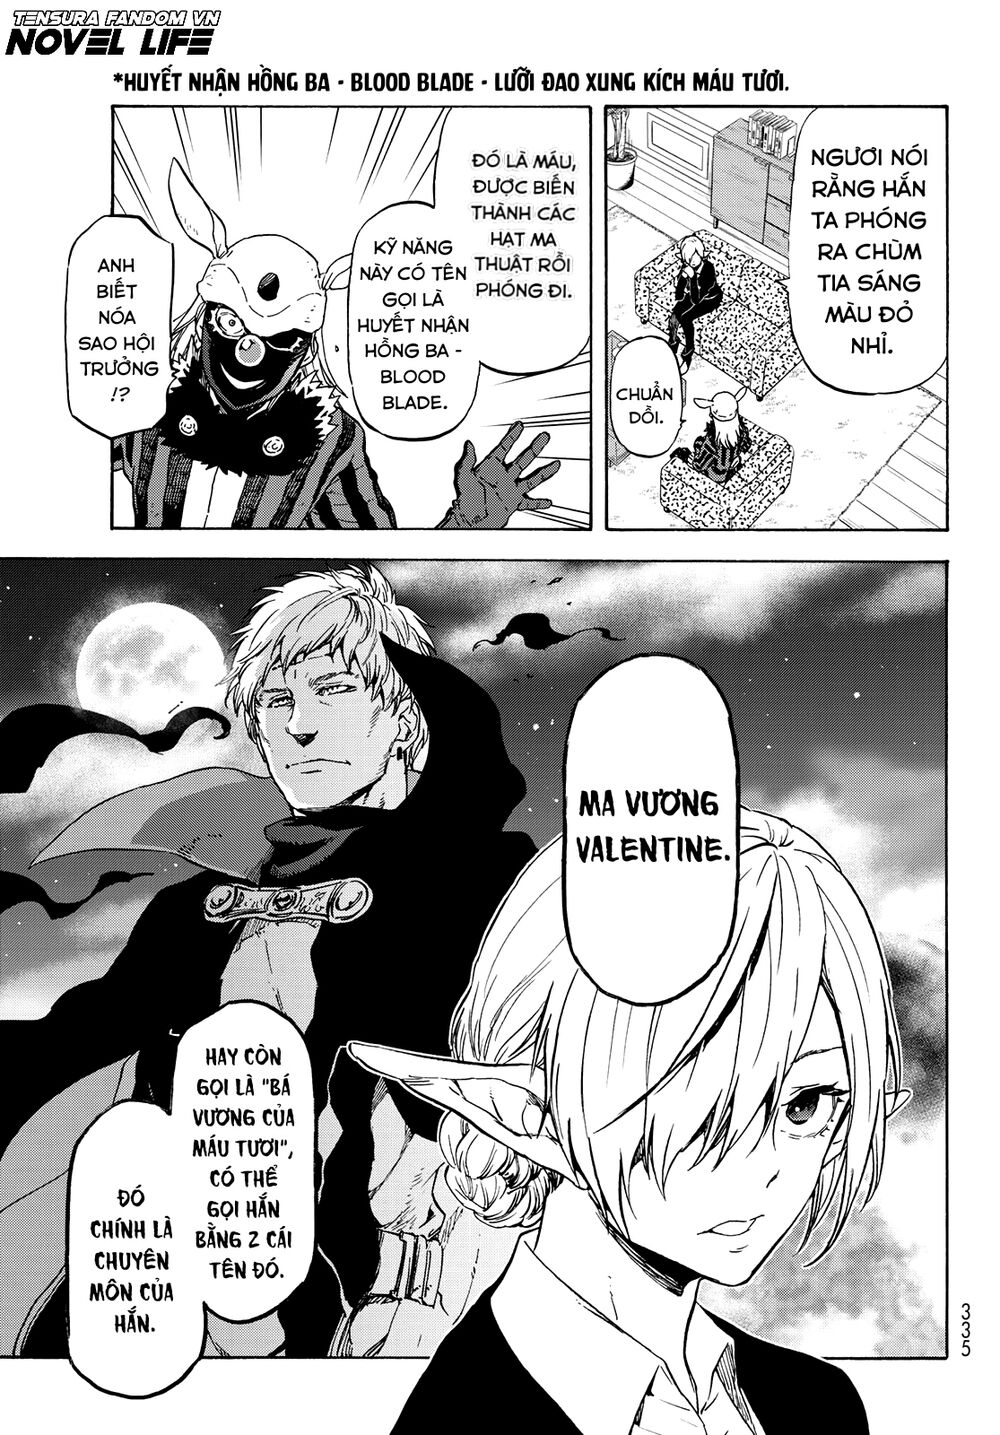 TENSURA FANDOM VN
NOVEL LIFE
*HUYẾT NHẬN HỒNG BA - BLOOD BLADE - LƯỠI ĐAO XUNG KÍCH MÁU TƯƠI.
NGƯƠI NÓI
RẰNG HẮN
TA PHÓNG
RA CHÙM
TIA SÁNG
MÀU ĐỎ
NHỈ.
CHUẨN
DỒI.
ĐÓ LÀ MÁU,
ĐƯỢC BIẾN
THÀNH CÁC
HẠT MA
THUẬT RỒI
PHÓNG ĐI.
KỸ NĂNG
NÀY CÓ TÊN
GỌI LÀ
HUYẾT NHẬN
HỒNG BA -
BLOOD
BLADE.
ANH
BIẾT
NÓA
SAO HỘI
TRƯỞNG
!?
MA VƯƠNG
VALENTINE.
HAY CÒN
GỌI LÀ "BÁ
VƯƠNG CỦA
MÁU TƯƠI",
CÓ THỂ
GỌI HẮN
BẰNG 2 CÁI
TÊN ĐÓ.
ĐÓ
CHÍNH LÀ
CHUYÊN
MÔN CỦA
HẮN.
335